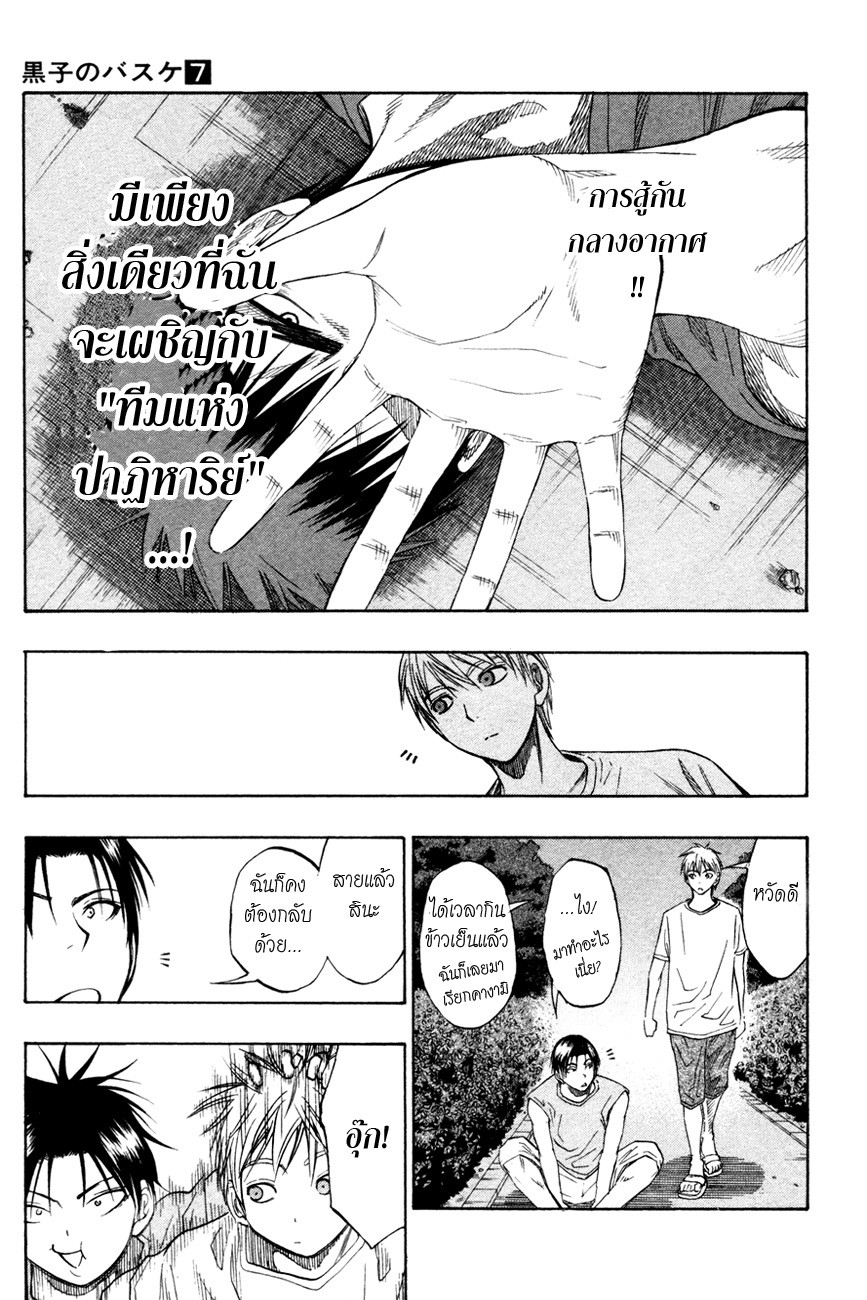 黒子のバスケ7
การสู้กัน
กลางอากาศ
!!
มีเพียง
สิ่งเดียวที่ฉัน
จะเผชิญกับ
"ทีมแห่ง
ปาฏิหาริย์"
...!
หวัดดี
...ไง!
มาทำอะไร
เนี่ย?
ได้เวลากิน
ข้าวเย็นแล้ว
ฉันก็เลยมา
เรียกคางามิ
สายแล้ว
สินะ
ฉันก็คง
ต้องกลับ
ด้วย...
อุ๊ก!